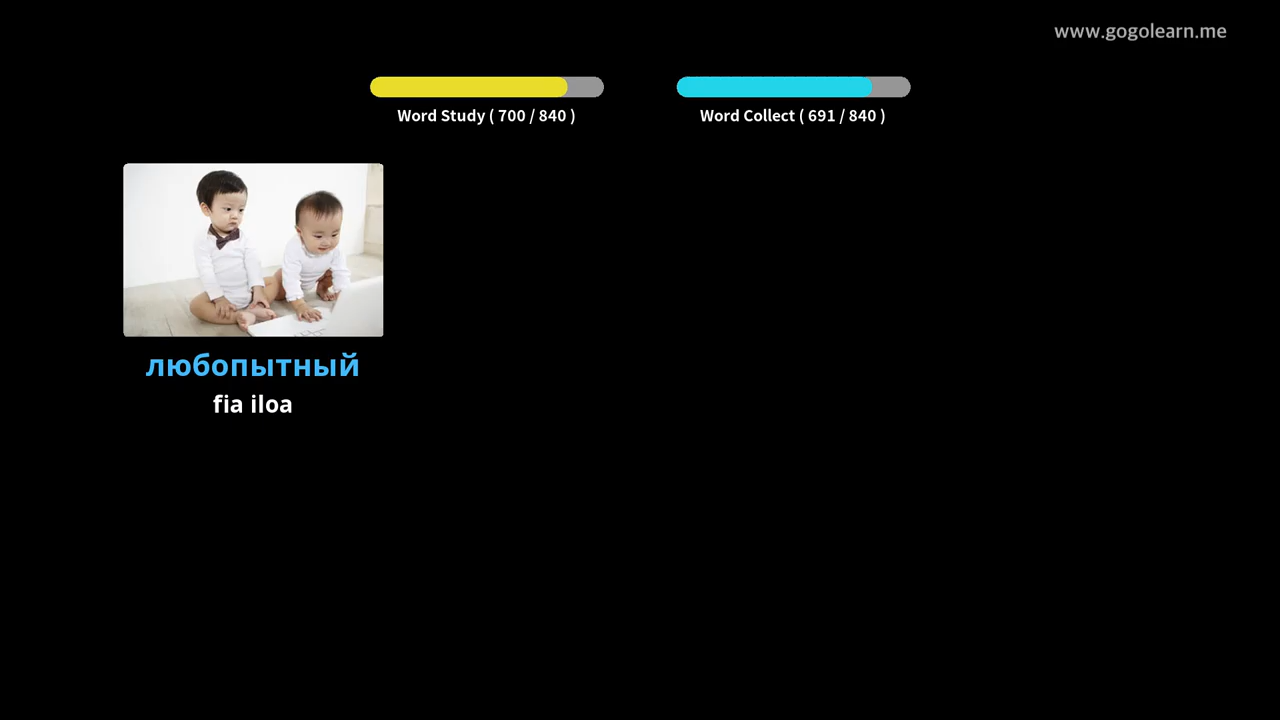 www.gogolearn.me
Word Study ( 700 / 840 )
Word Collect ( 691 / 840 )
любопытный
fia iloa